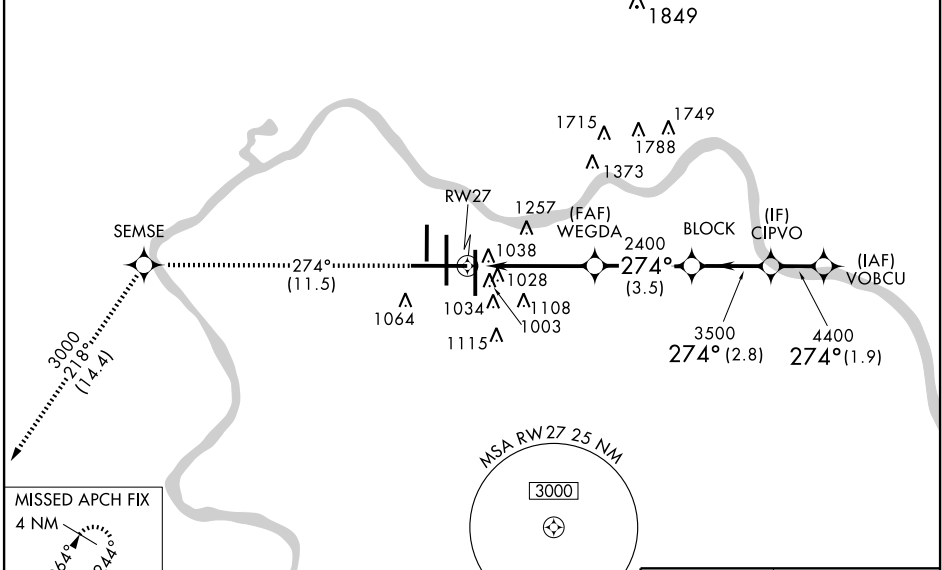 1849
1715
1749
1788
1373
RW27
1257
(FAF)
WEGDA
2400
274°
(3.5)
BLOCK
(IF)
CIPVO
(IAF)
VOBCU
SEMSE
274°
(11.5)
1038
1028
1034
1108
1003
1064
1115
3500
274° (2.8)
4400
274° (1.9)
3000
218°
(14.4)
MSA RW27 25 NM
3000
MISSED APCH FIX
4 NM
244°